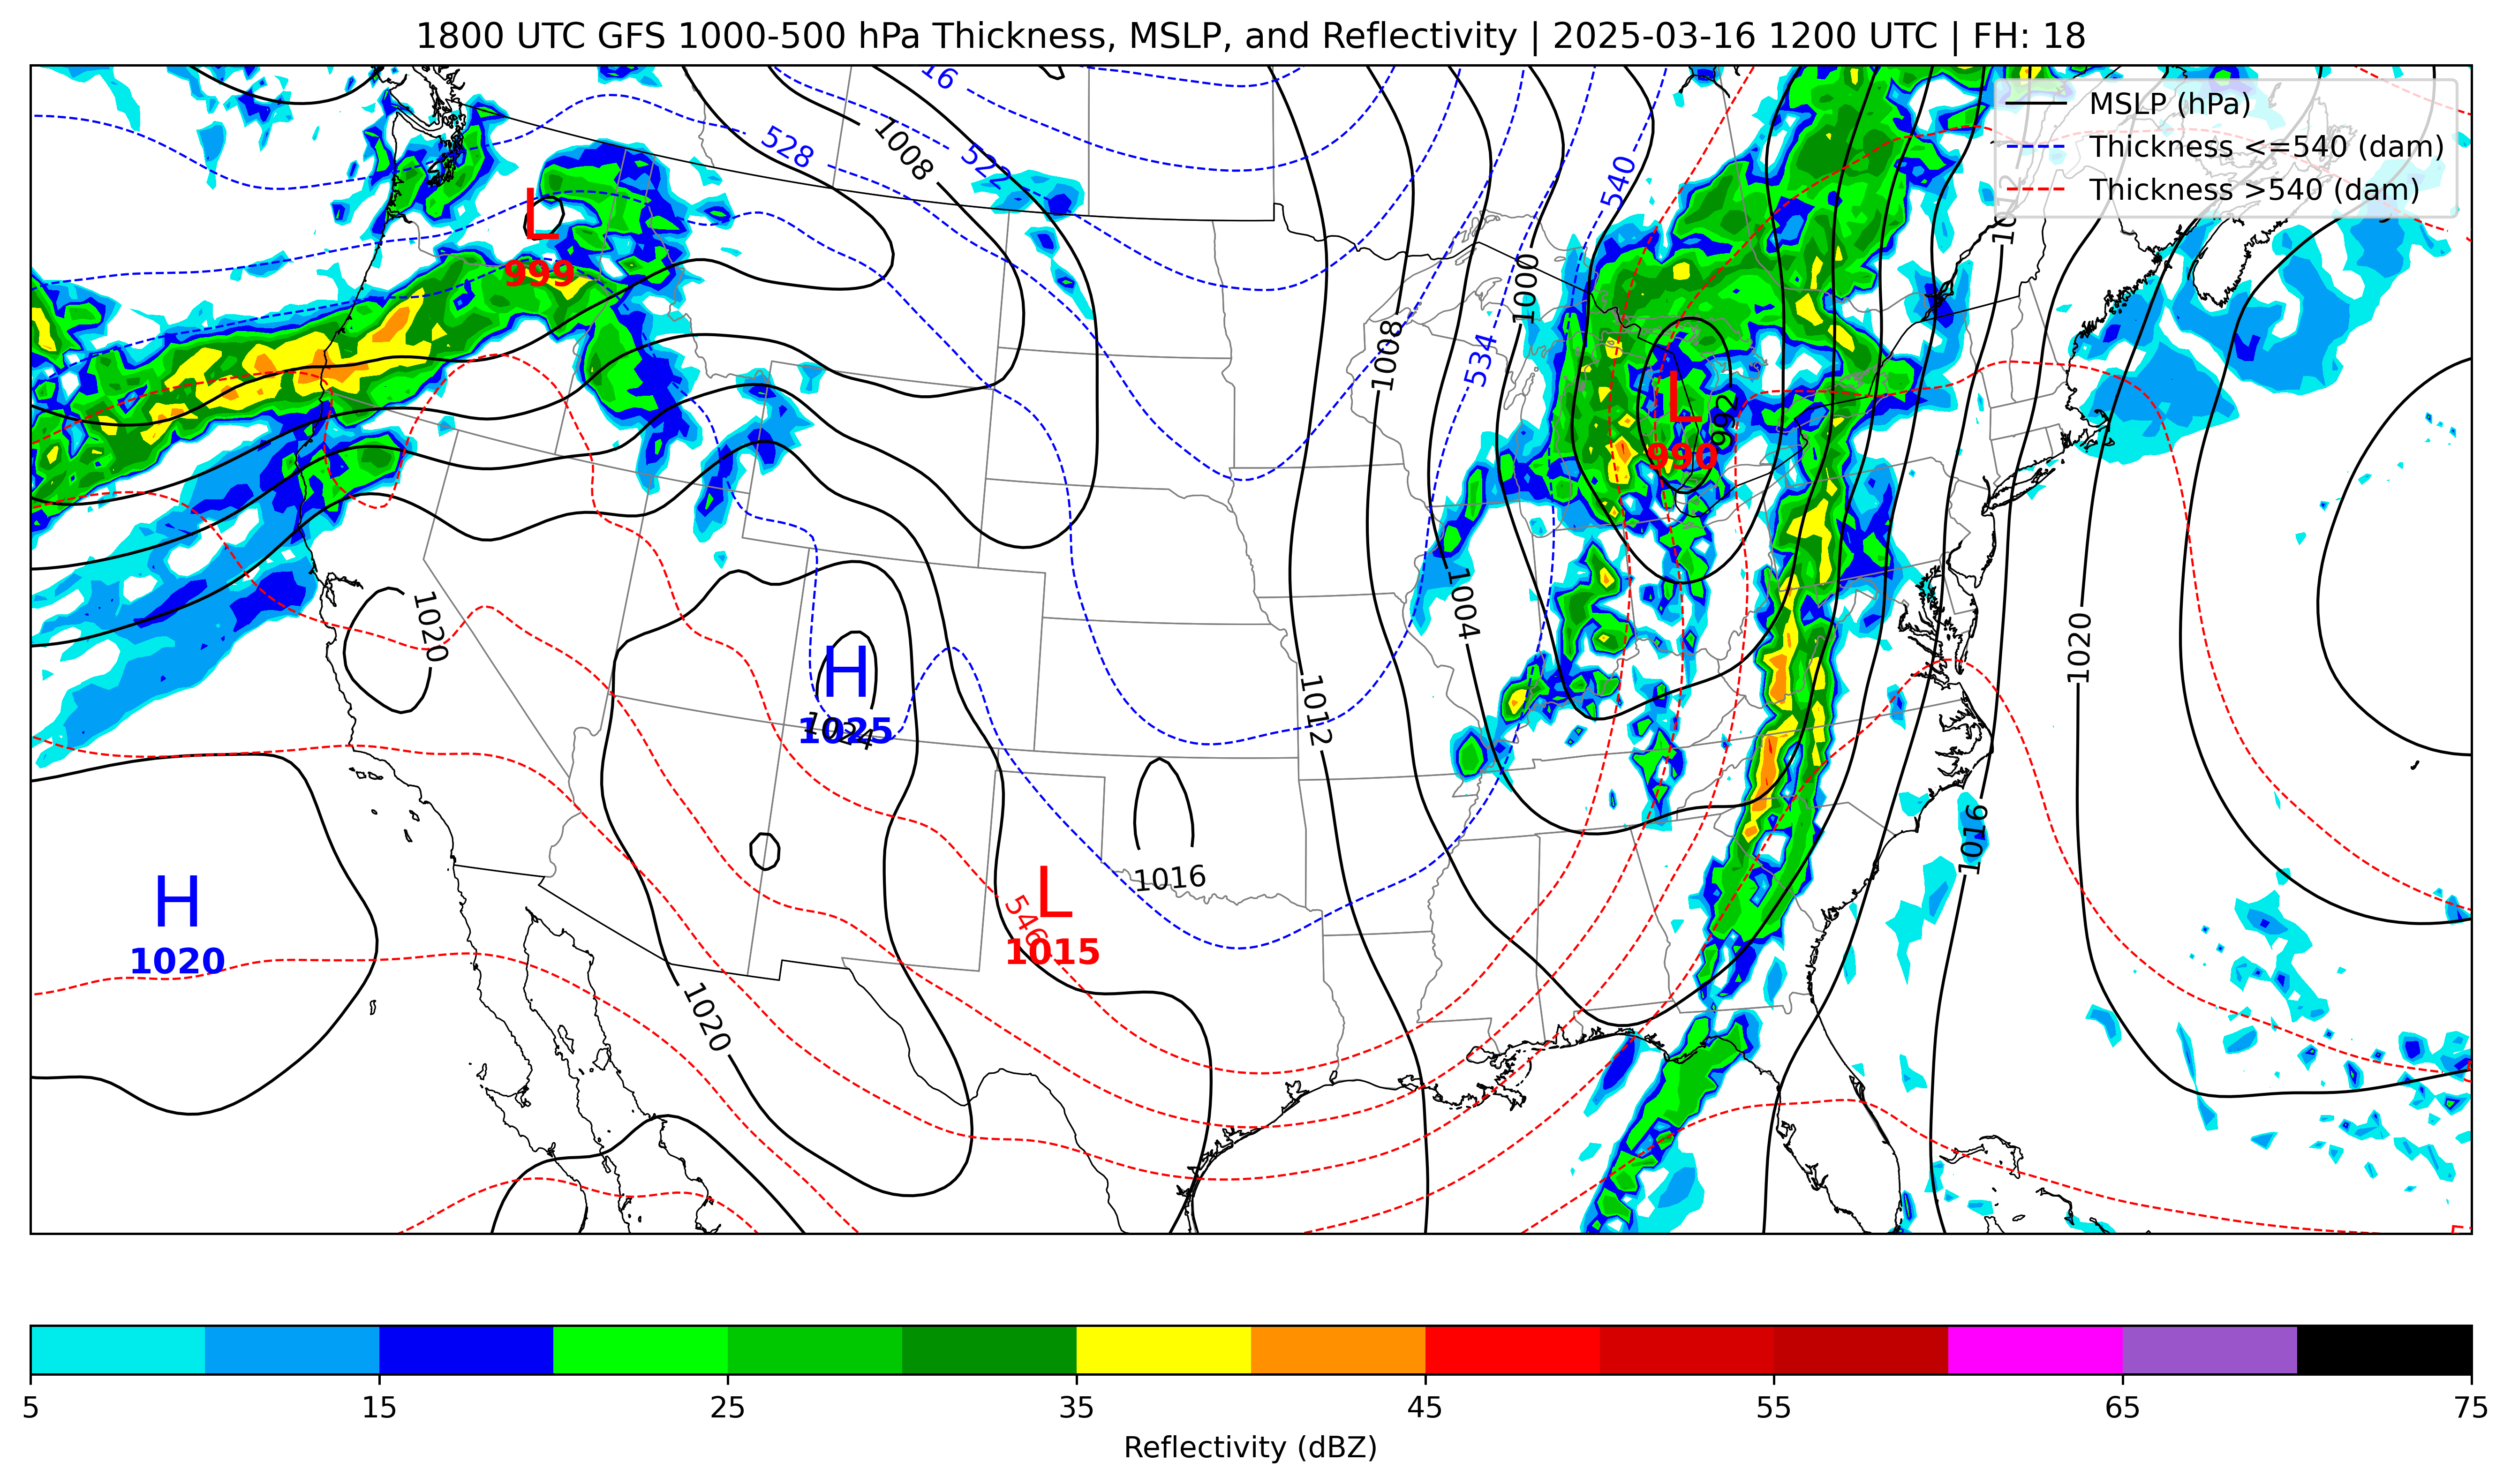 1800 UTC GFS 1000-500 hPa Thickness, MSLP, and Reflectivity | 2025-03-16 1200 UTC | FH: 18
MSLP (hPa)
Thickness <=540 (dam)
Thickness >540 (dam)
16
528
1008
522
540
1012
L
999
1000
1008
534
L
992
990
1004
1020
1020
H
1025
1024
1012
1016
1016
H
1020
L
546
1015
1020
5 15 25 35 45 55 65 75
Reflectivity (dBZ)